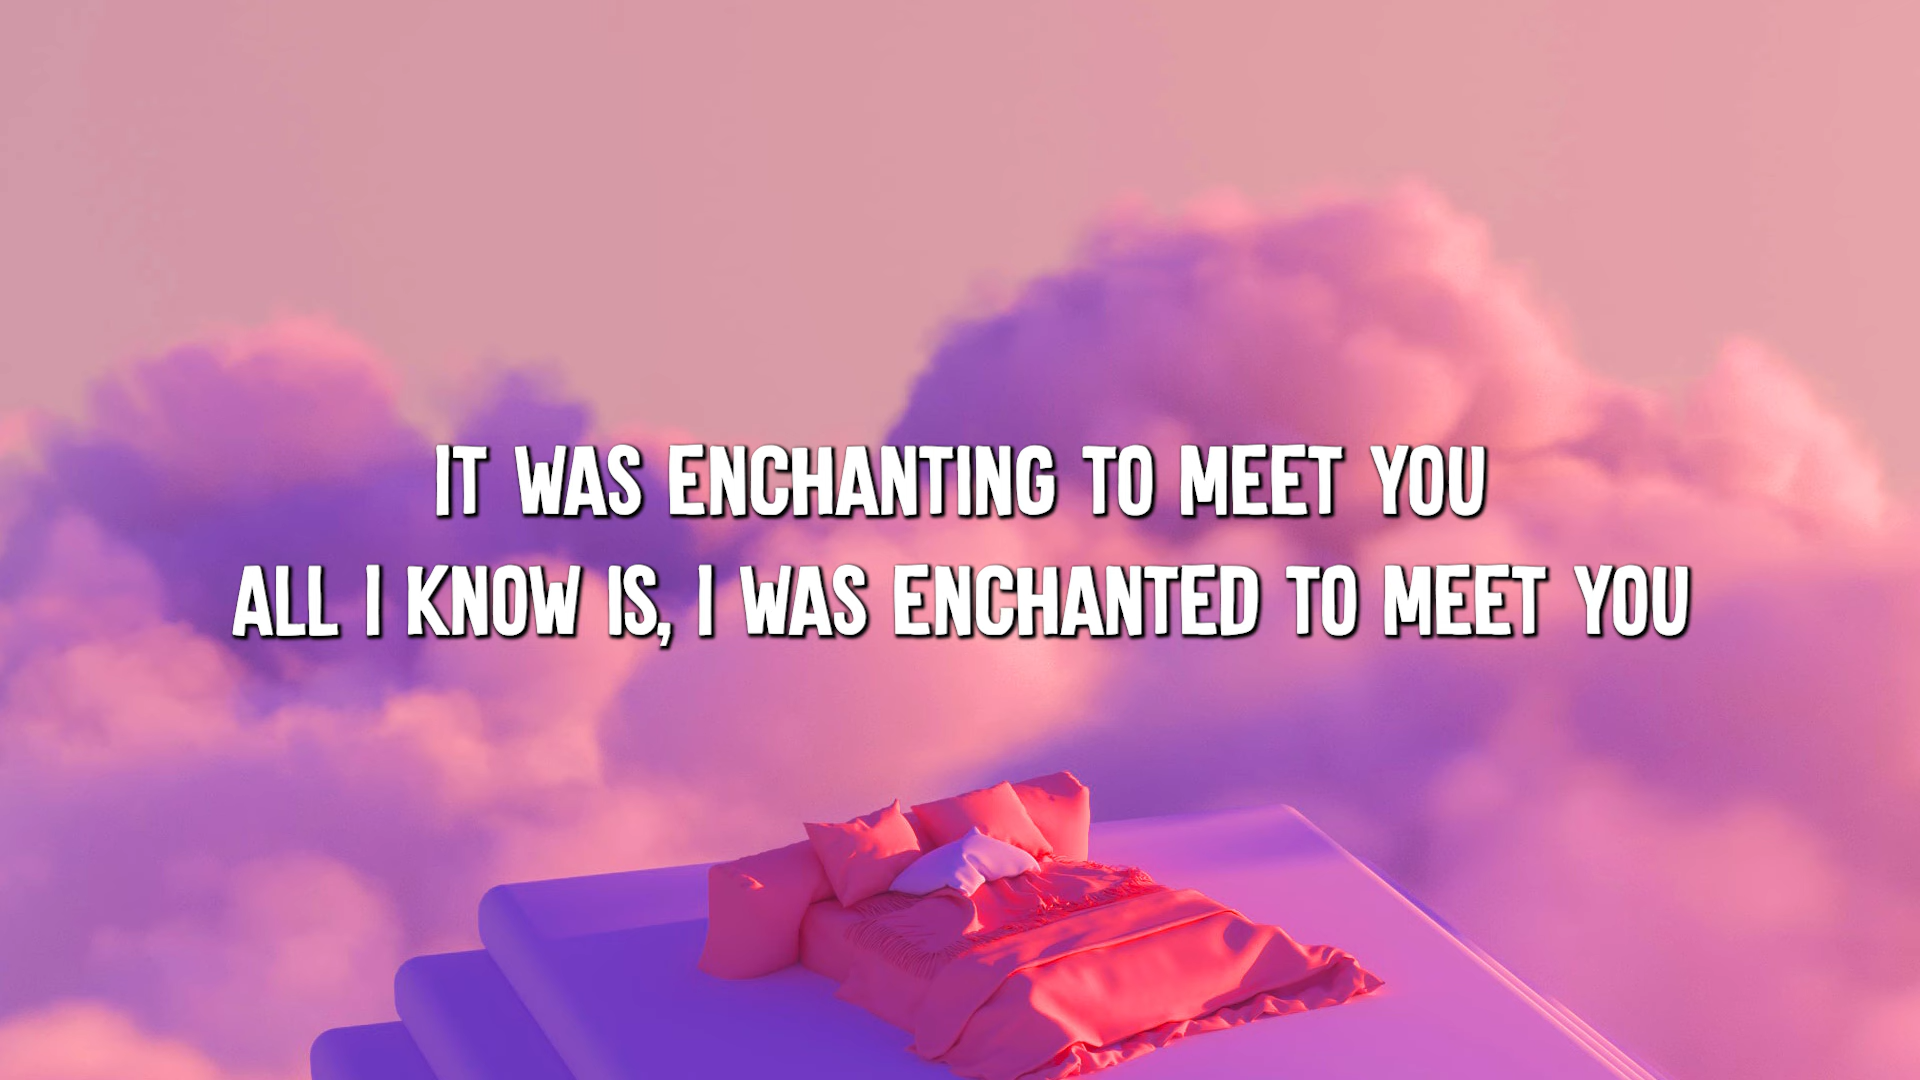 IT WAS ENCHANTING TO MEET YOU
ALL I KNOW IS, I WAS ENCHANTED TO MEET YOU